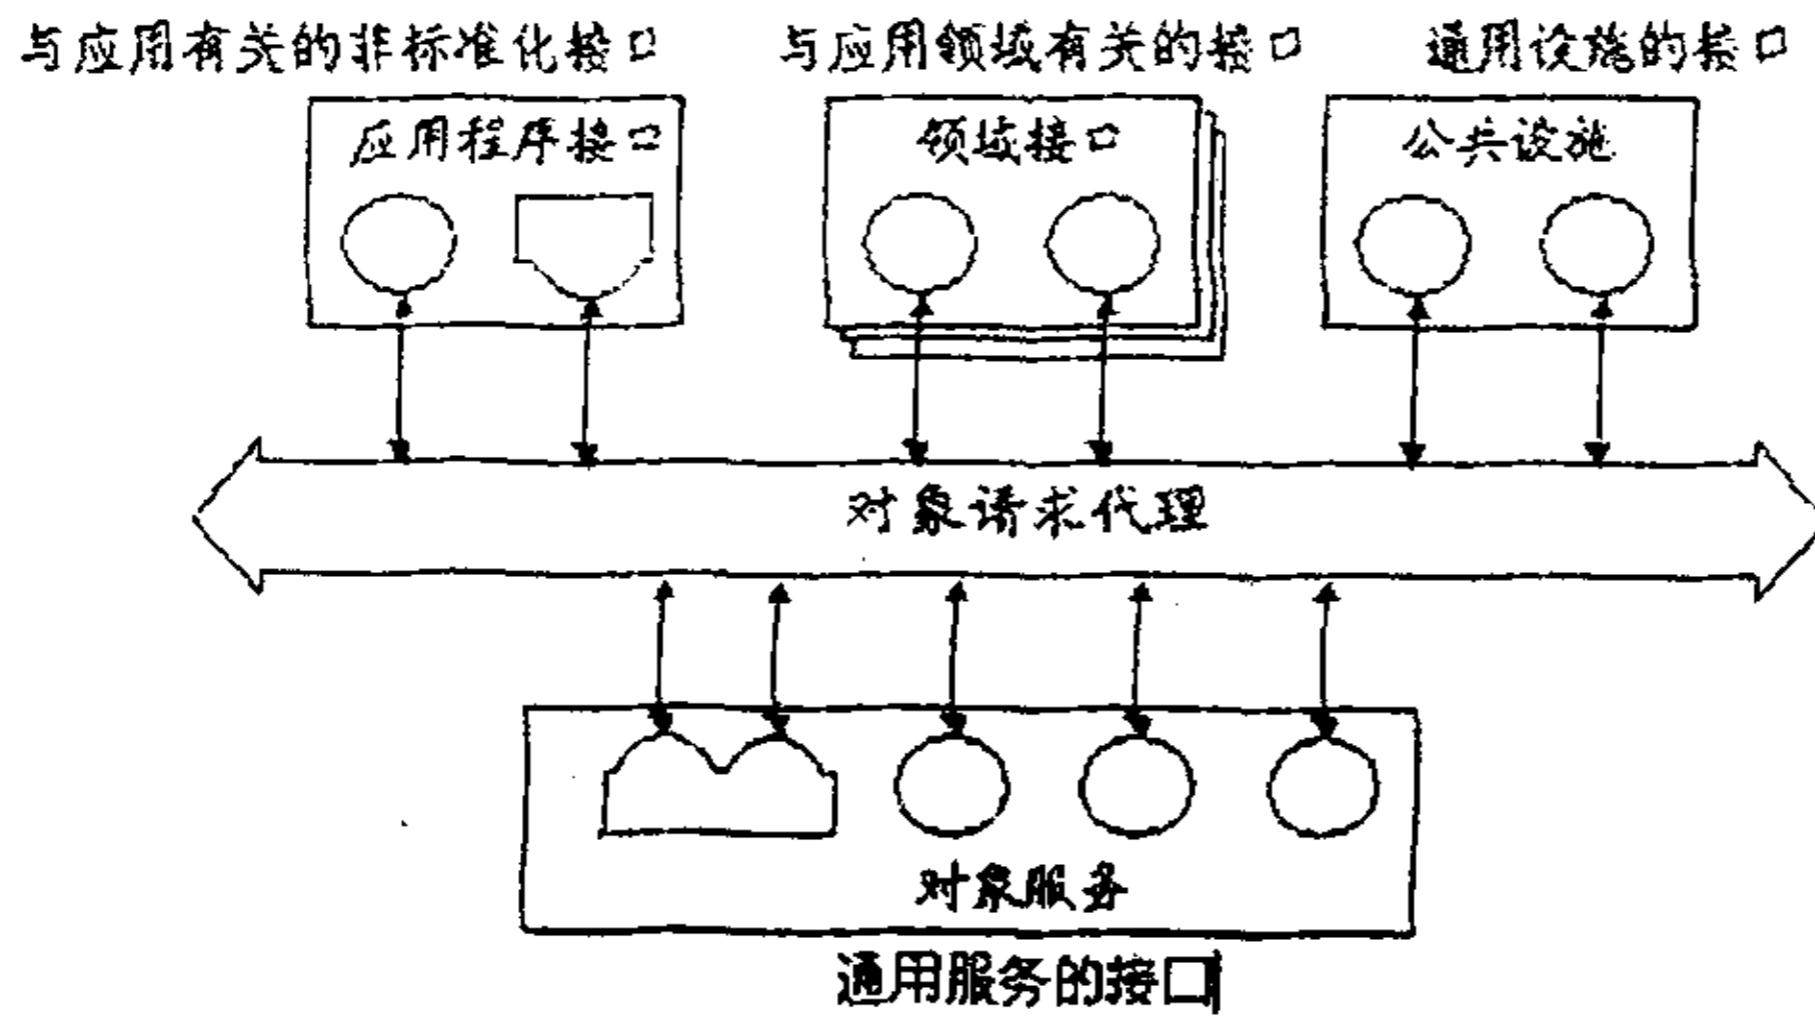 与应用有关的非标准化接口
与应用领域有关的接口
通用设施的接口
应用程序接口
领域接口
公共设施
对象请求代理
对象服务
通用服务的接口